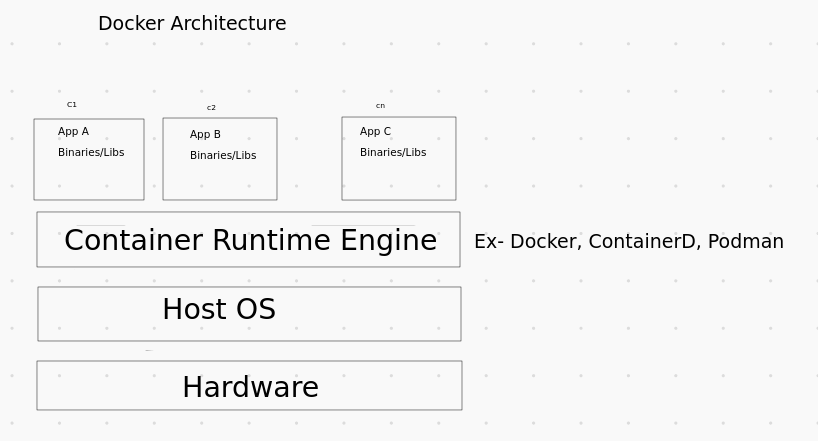 Docker Architecture
C1
c2
cn
App A
Binaries/Libs
App B
Binaries/Libs
App C
Binaries/Libs
Container Runtime Engine
Ex- Docker, ContainerD, Podman
Host OS
Hardware